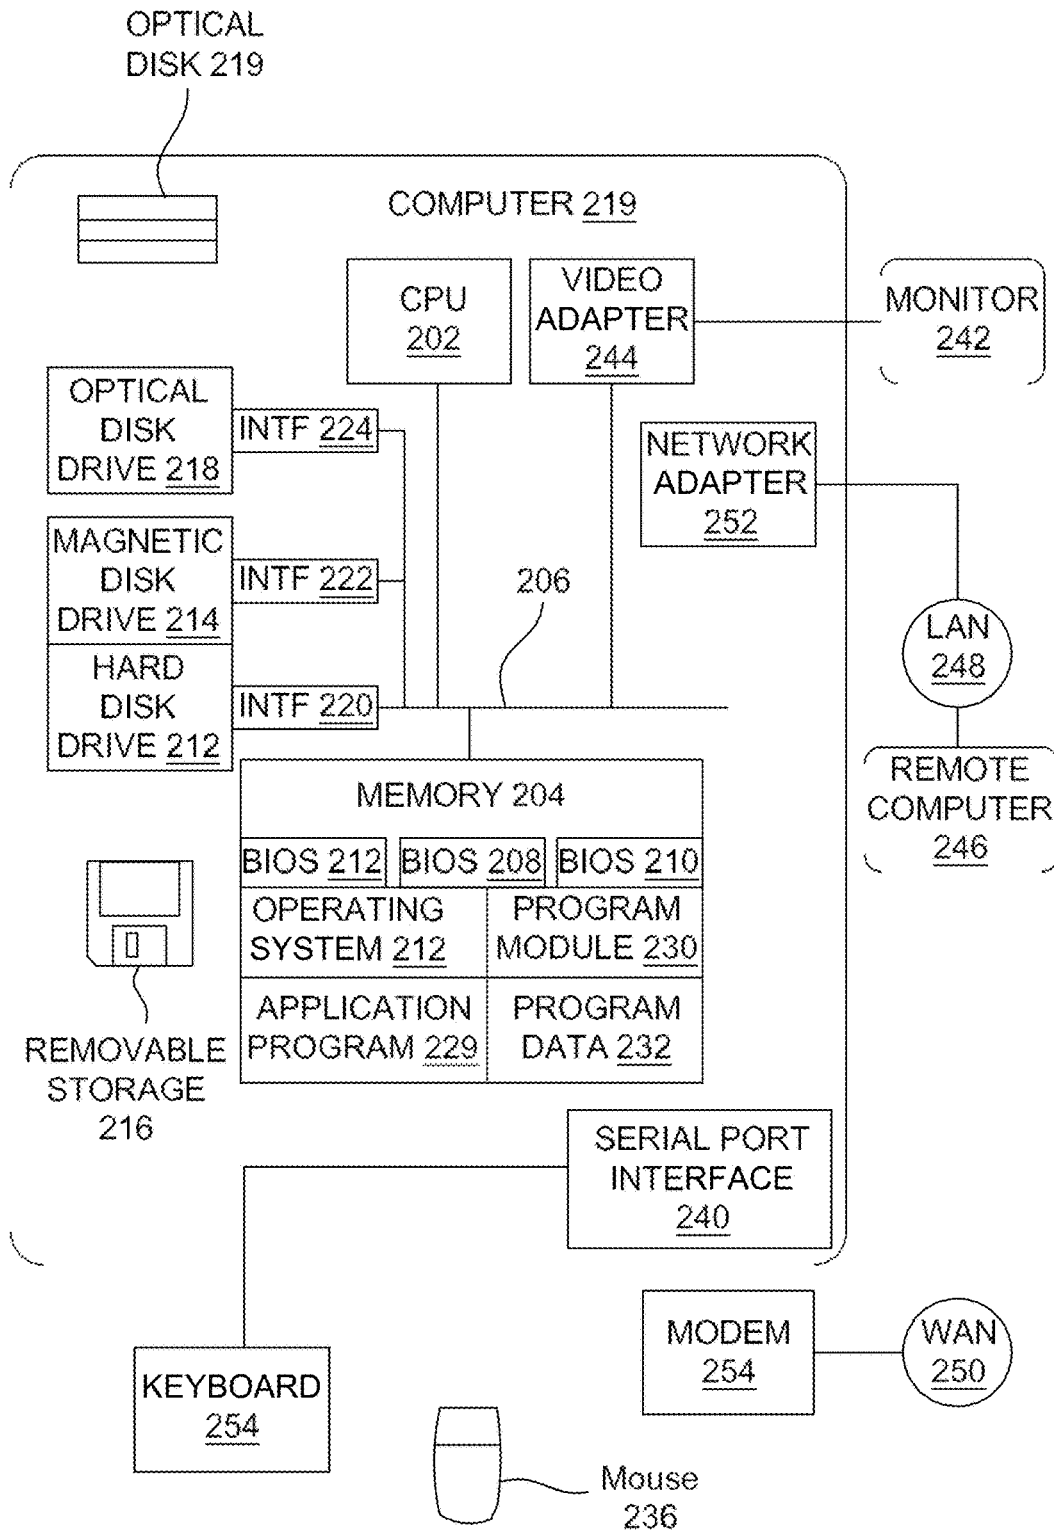 OPTICAL
DISK 219
COMPUTER 219
CPU
202
VIDEO
ADAPTER
244
MONITOR
242
OPTICAL
DISK
DRIVE 218
INTF 224
NETWORK
ADAPTER
252
MAGNETIC
DISK
DRIVE 214
INTF 222
206
LAN
248
HARD
DISK
DRIVE 212
INTF 220
REMOTE
COMPUTER
246
MEMORY 204
BIOS 212
BIOS 208
BIOS 210
OPERATING
SYSTEM 212
PROGRAM
MODULE 230
APPLICATION
PROGRAM 229
PROGRAM
DATA 232
REMOVABLE
STORAGE
216
SERIAL PORT
INTERFACE
240
MODEM
254
WAN
250
KEYBOARD
254
Mouse
236